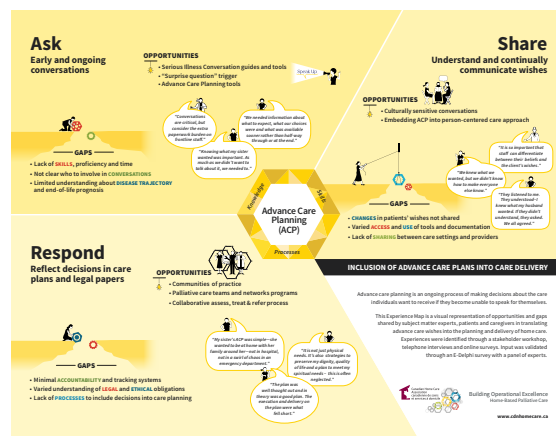 Ask
Early and ongoing
conversations
OPPORTUNITIES
• Serious Illness Conversation guides and tools
• "Surprise question" trigger
• Advance Care Planning tools
Speak Up
"Conversations
are critical, but
consider the extra
paperwork burden on
frontline staff."
"We needed information about
what to expect, what our choices
were and what was available
sooner rather than half-way
through or at the end."
"Knowing what my sister
wanted was important. As
much as we didn't want to
talk about it, we needed to."
GAPS
• Lack of SKILLS, proficiency and time
• Not clear who to involve in CONVERSATIONS
• Limited understanding about DISEASE TRAJECTORY
and end-of-life prognosis
Share
Understand and continually
communicate wishes
OPPORTUNITIES
• Culturally sensitive conversations
• Embedding ACP into person-centered care approach
"It is so important that
staff can differentiate
between their beliefs and
the client's wishes."
"We knew what we
wanted, but we didn't know
how to make everyone
else know."
"They listened to me.
They understood–I
knew what my husband
wanted. If they didn't
understand, they asked.
We all agreed."
GAPS
• CHANGES in patients' wishes not shared
• Varied ACCESS and USE of tools and documentation
• Lack of SHARING between care settings and providers
Knowledge
Skills
Advance Care
Planning
(ACP)
Processes
Respond
Reflect decisions in care
plans and legal papers
OPPORTUNITIES
• Communities of practice
• Palliative care teams and networks programs
• Collaborative assess, treat & refer process
"My sister's ACP was simple—she
wanted to be at home with her
family around her—not in hospital,
not in a sort of chaos in an
emergency department."
"It is not just physical
needs. It's also strategies to
preserve my dignity, quality
of life and a plan to meet my
spiritual needs – this is often
neglected."
"The plan was
well thought out and in
theory was a good plan. The
execution and delivery on
the plan were what
fell short."
GAPS
• Minimal ACCOUNTABILITY and tracking systems
• Varied understanding of LEGAL and ETHICAL obligations
• Lack of PROCESSES to include decisions into care planning
INCLUSION OF ADVANCE CARE PLANS INTO CARE DELIVERY
Advance care planning is an ongoing process of making decisions about the care
individuals want to receive if they become unable to speak for themselves.
This Experience Map is a visual representation of opportunities and gaps
shared by subject matter experts, patients and caregivers in translating
advance care wishes into the planning and delivery of home care.
Experiences were identified through a stakeholder workshop,
telephone interviews and online surveys. Input was validated
through an E-Delphi survey with a panel of experts.
Canadian Home Care
Association
Building Operational Excellence
Home-Based Palliative Care
www.cdnhomecare.ca